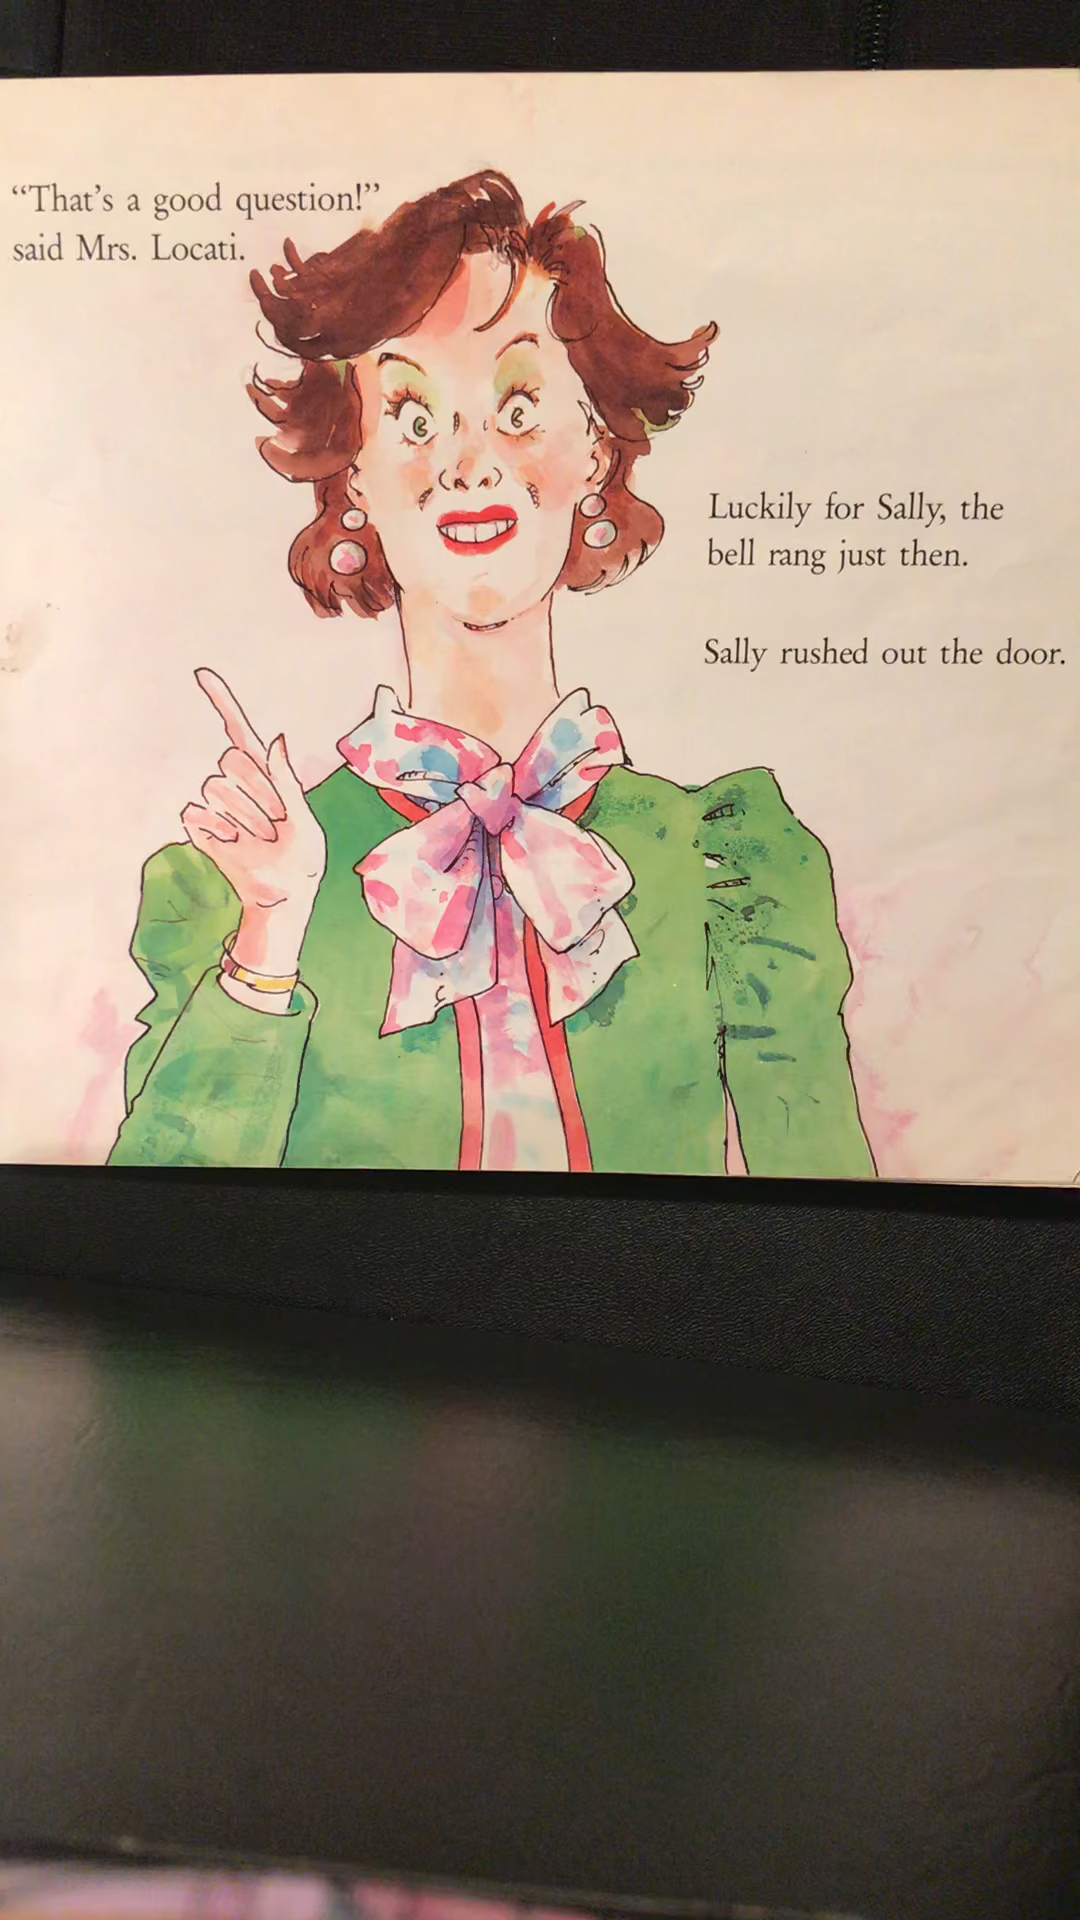 “That’s a good question!”
said Mrs. Locati.
Luckily for Sally, the
bell rang just then.
Sally rushed out the door.